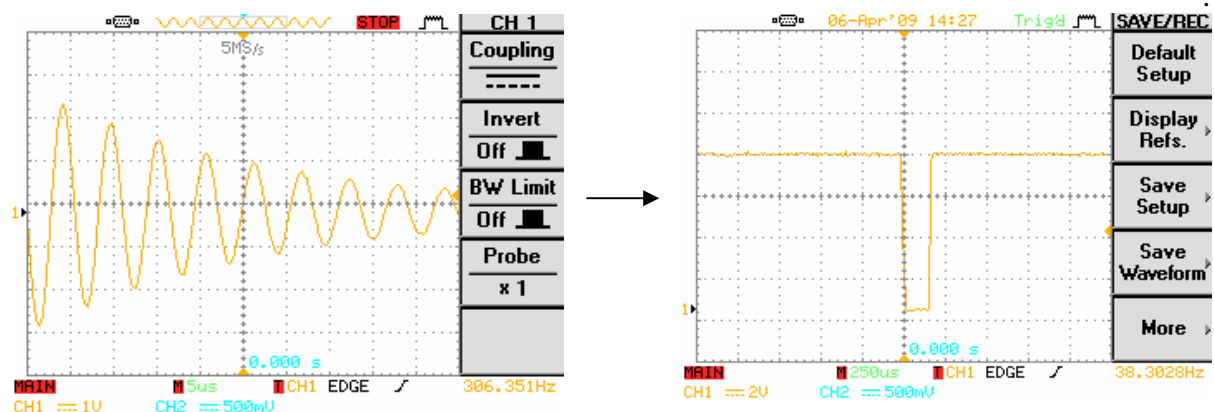 STOP
CH 1
5MS/s
Coupling
Invert
Off
BW Limit
Off
Probe
x 1
1
0.000 s
MAIN M 5us T CH1 EDGE 306.351Hz
CH1 1V CH2 500mV
06-Apr'09 14:27 Trig'd SAVE/REC
Default
Setup
Display
Refs.
Save
Setup
Save
Waveform
More
1
0.000 s
MAIN M 250us T CH1 EDGE 38.3028Hz
CH1 2V CH2 500mV